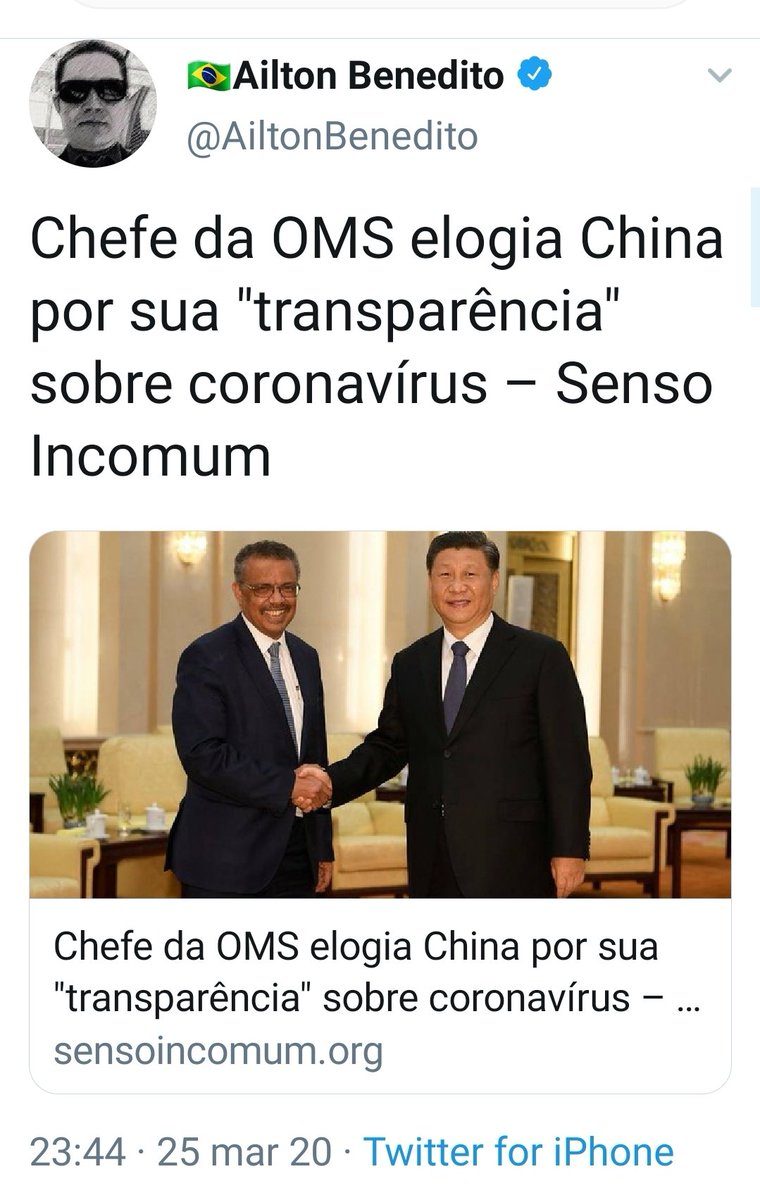 🇧🇷Ailton Benedito
@AiltonBenedito
Chefe da OMS elogia China
por sua "transparência"
sobre coronavírus – Senso
Incomum
Chefe da OMS elogia China por sua
"transparência" sobre coronavírus – ...
sensoincomum.org
23:44 · 25 mar 20 · Twitter for iPhone